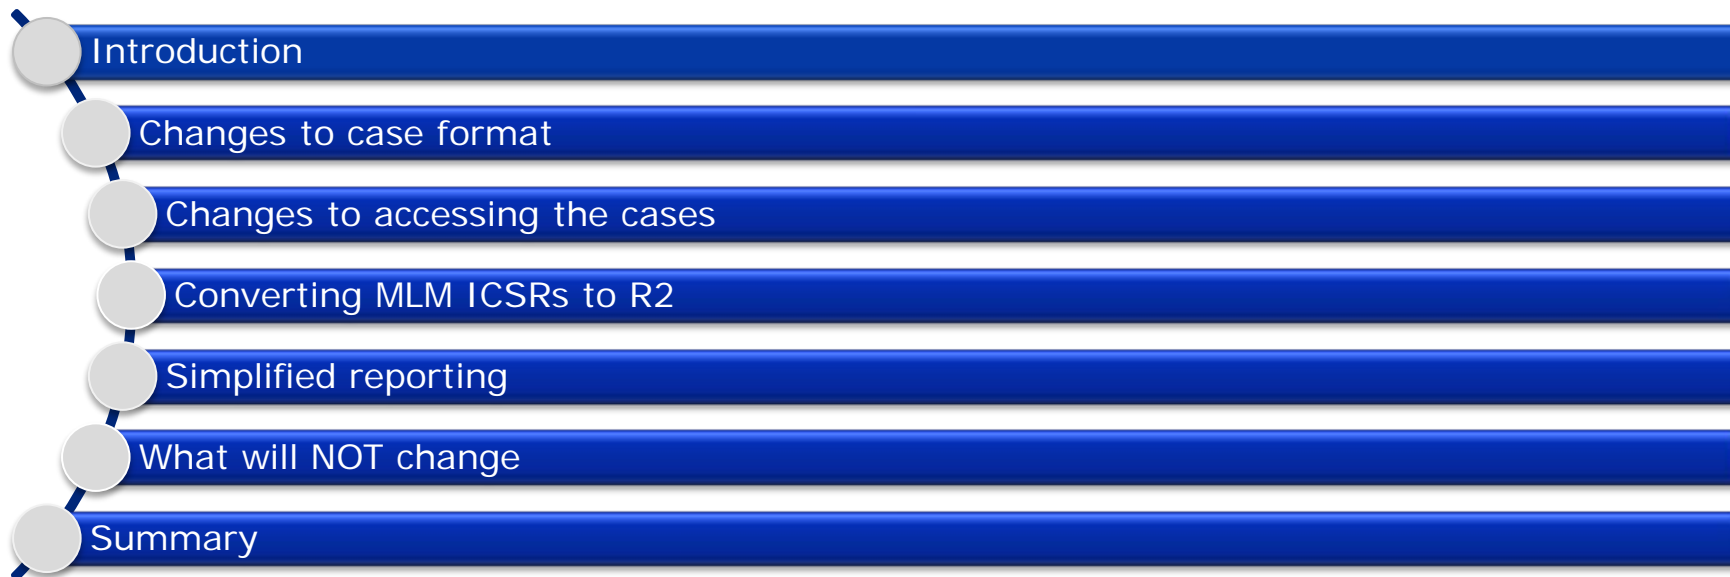 Introduction
Changes to case format
Changes to accessing the cases
Converting MLM ICSRs to R2
Simplified reporting
What will NOT change
Summary